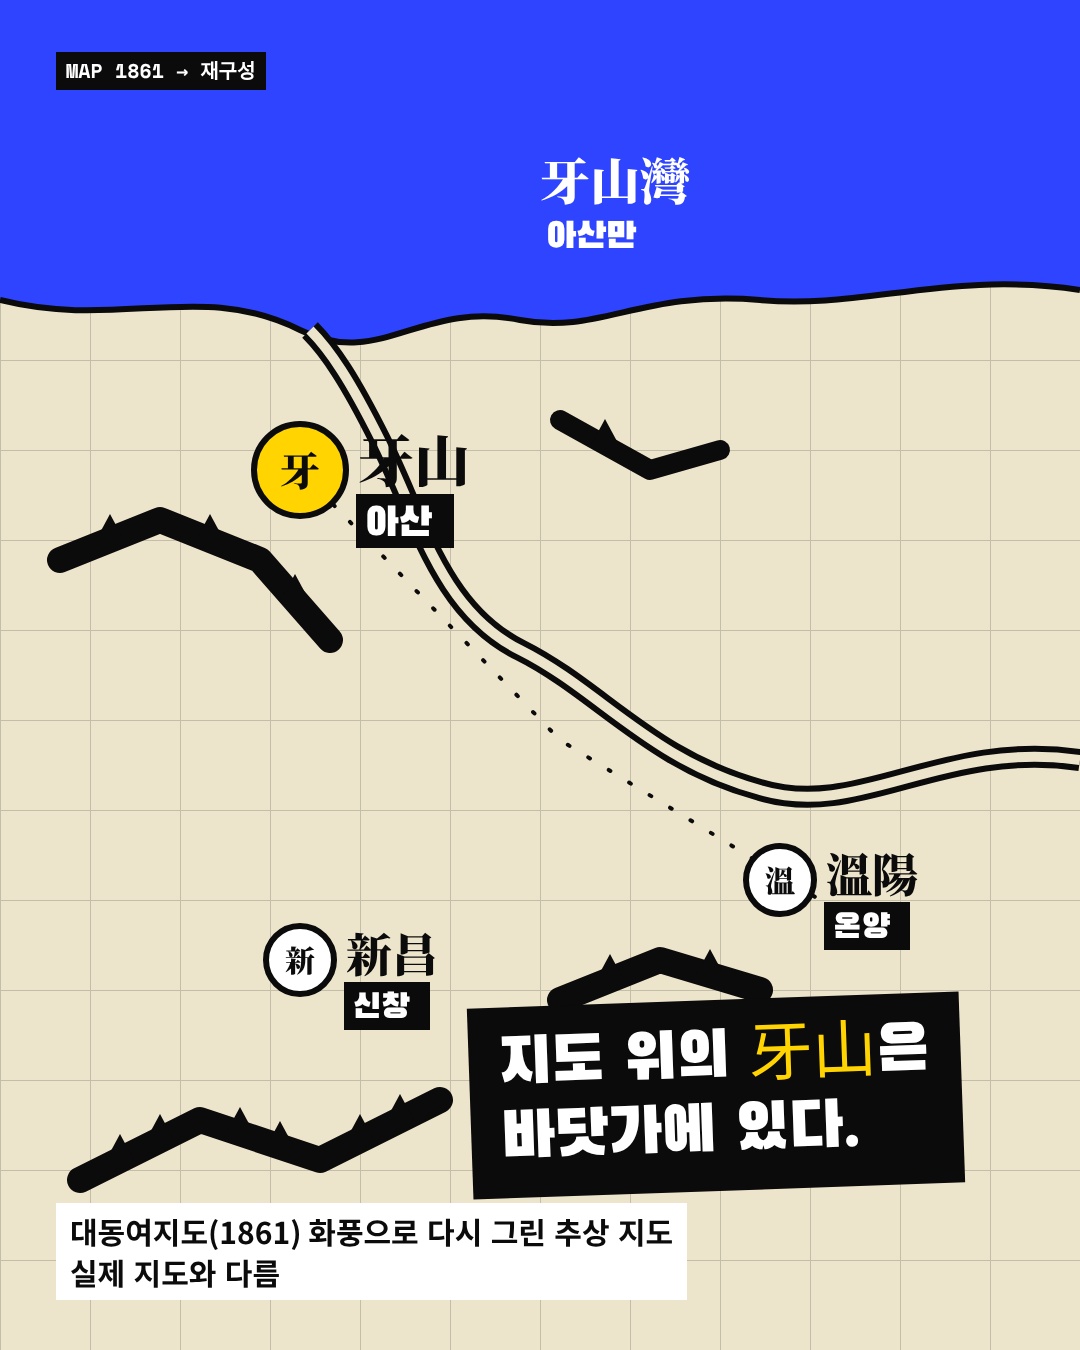 MAP 1861 → 재구성
牙山灣
아산만
牙
牙山
아산
溫
溫陽
온양
新
新昌
신창
지도 위의 牙山은
바닷가에 있다.
대동여지도(1861) 화풍으로 다시 그린 추상 지도
실제 지도와 다름